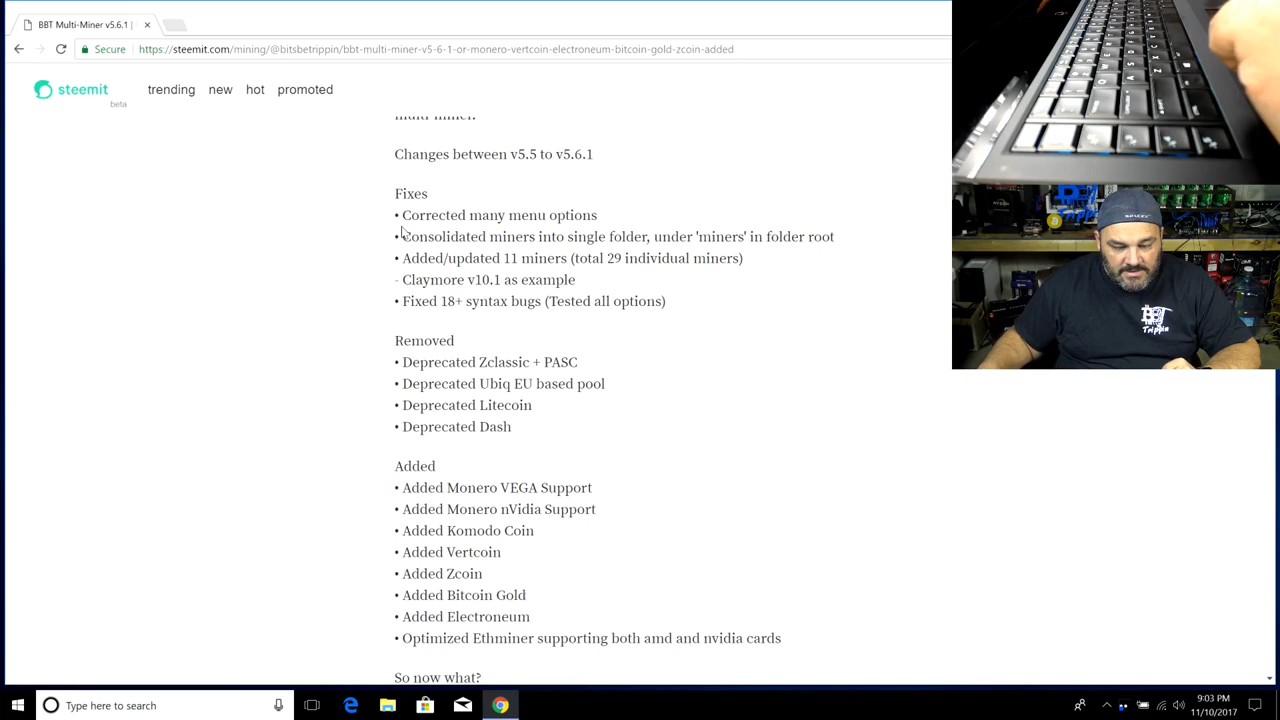 BBT Multi-Miner v5.6.1 |
Secure
https://steemit.com/mining/@bitsbetrippin/bbt-multi-miner-v5-6-1-or-monero-vertcoin-electroneum-bitcoin-gold-zcoin-added
steemit
beta
trending new hot promoted
multi-miner.
Changes between v5.5 to v5.6.1
Fixes
• Corrected many menu options
• Consolidated miners into single folder, under 'miners' in folder root
• Added/updated 11 miners (total 29 individual miners)
- Claymore v10.1 as example
• Fixed 18+ syntax bugs (Tested all options)
Removed
• Deprecated Zclassic + PASC
• Deprecated Ubiq EU based pool
• Deprecated Litecoin
• Deprecated Dash
Added
• Added Monero VEGA Support
• Added Monero nVidia Support
• Added Komodo Coin
• Added Vertcoin
• Added Zcoin
• Added Bitcoin Gold
• Added Electroneum
• Optimized Ethminer supporting both amd and nvidia cards
So now what?
Type here to search
9:03 PM
11/10/2017
BBT
Trippin